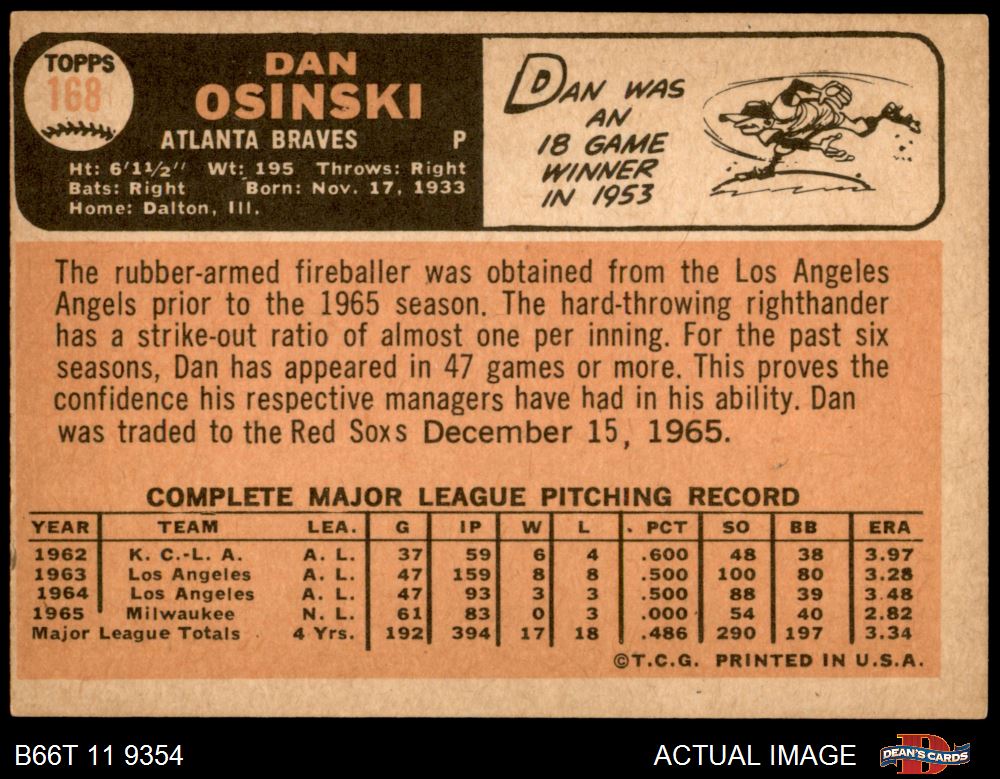 TOPPS
168
DAN
OSINSKI
ATLANTA BRAVES P
Ht: 6'11/2" Wt: 195 Throws: Right
Bats: Right Born: Nov. 17, 1933
Home: Dalton, Ill.
DAN WAS
AN
18 GAME
WINNER
IN 1953
The rubber-armed fireballer was obtained from the Los Angeles
Angels prior to the 1965 season. The hard-throwing righthander
has a strike-out ratio of almost one per inning. For the past six
seasons, Dan has appeared in 47 games or more. This proves the
confidence his respective managers have had in his ability. Dan
was traded to the Red Soxs December 15, 1965.
COMPLETE MAJOR LEAGUE PITCHING RECORD
YEAR TEAM LEA. G IP W L PCT SO BB ERA
1962 K. C.-L. A. A. L. 37 59 6 4 .600 48 38 3.97
1963 Los Angeles A. L. 47 159 8 8 .500 100 80 3.28
1964 Los Angeles A. L. 47 93 3 3 .500 88 39 3.48
1965 Milwaukee N. L. 61 83 0 3 .000 54 40 2.82
Major League Totals 4 Yrs. 192 394 17 18 .486 290 197 3.34
©T.C.G. PRINTED IN U.S.A.
B66T 11 9354
ACTUAL IMAGE
DEAN'S CARDS